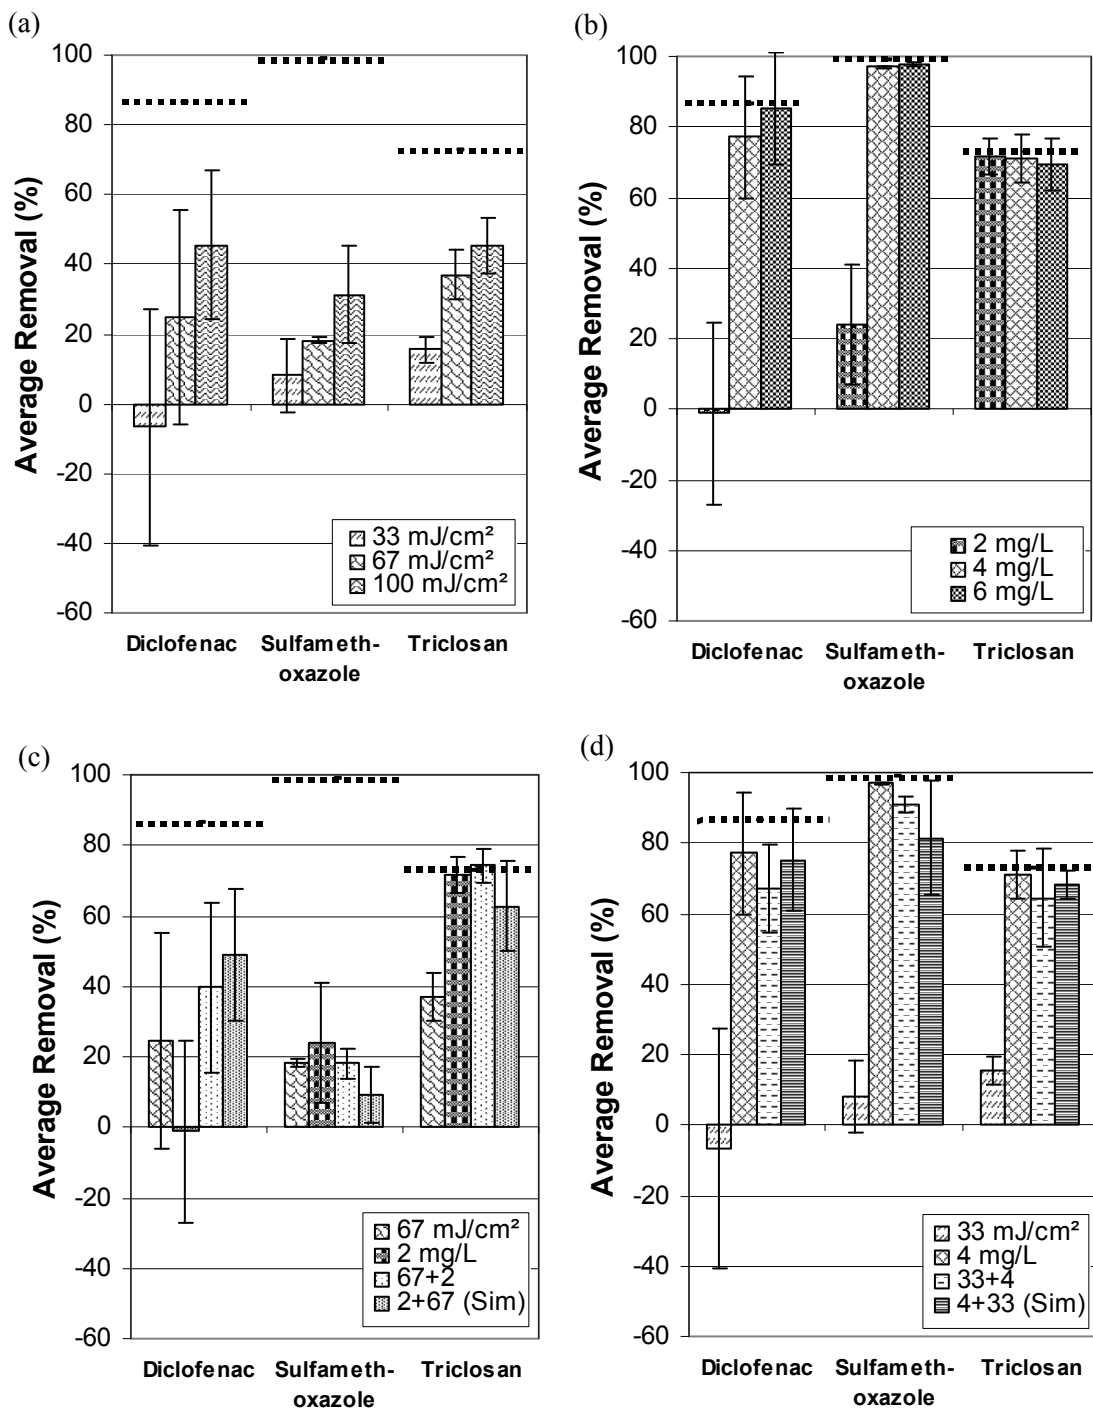 (a)
Average Removal (%)
100
80
60
40
20
0
-20
-40
-60
33 mJ/cm²
67 mJ/cm²
100 mJ/cm²
Diclofenac
Sulfameth-
oxazole
Triclosan
(b)
Average Removal (%)
100
80
60
40
20
0
-20
-40
-60
2 mg/L
4 mg/L
6 mg/L
Diclofenac
Sulfameth-
oxazole
Triclosan
(c)
Average Removal (%)
100
80
60
40
20
0
-20
-40
-60
67 mJ/cm²
2 mg/L
67+2
2+67 (Sim)
Diclofenac
Sulfameth-
oxazole
Triclosan
(d)
Average Removal (%)
100
80
60
40
20
0
-20
-40
-60
33 mJ/cm²
4 mg/L
33+4
4+33 (Sim)
Diclofenac
Sulfameth-
oxazole
Triclosan